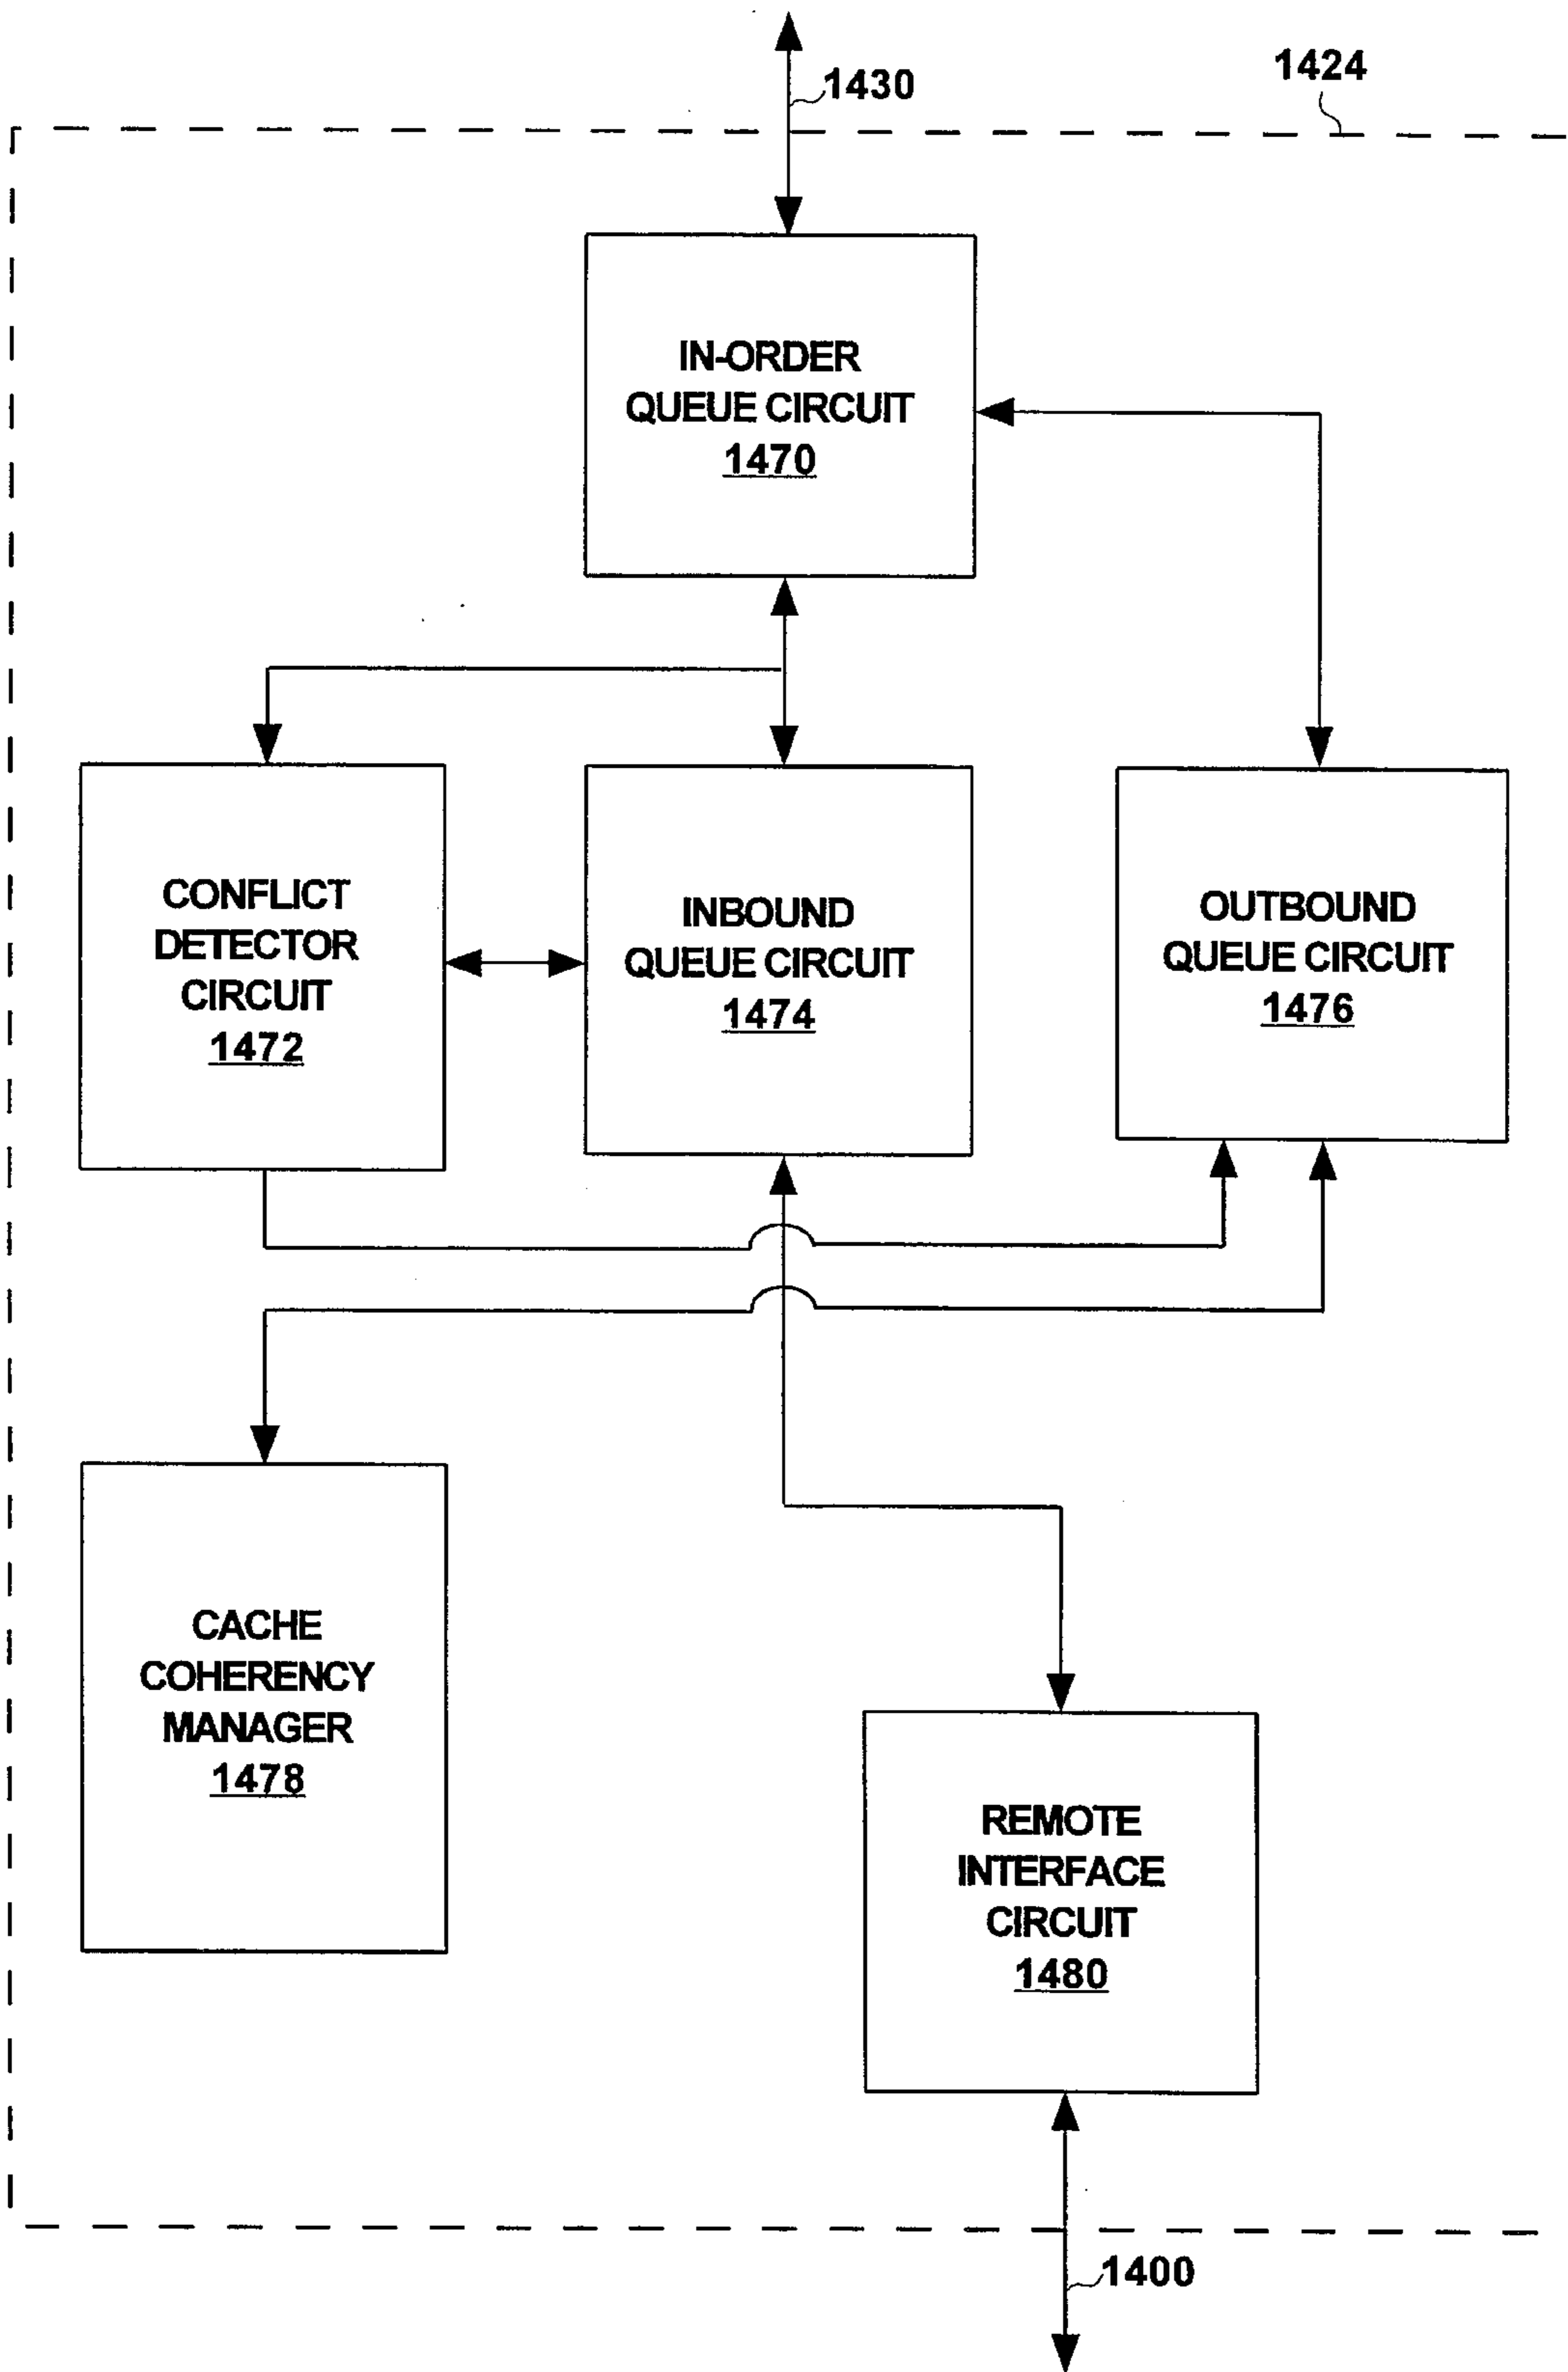 1430
1424
IN-ORDER
QUEUE CIRCUIT
1470
CONFLICT
DETECTOR
CIRCUIT
1472
INBOUND
QUEUE CIRCUIT
1474
OUTBOUND
QUEUE CIRCUIT
1476
CACHE
COHERENCY
MANAGER
1478
REMOTE
INTERFACE
CIRCUIT
1480
1400